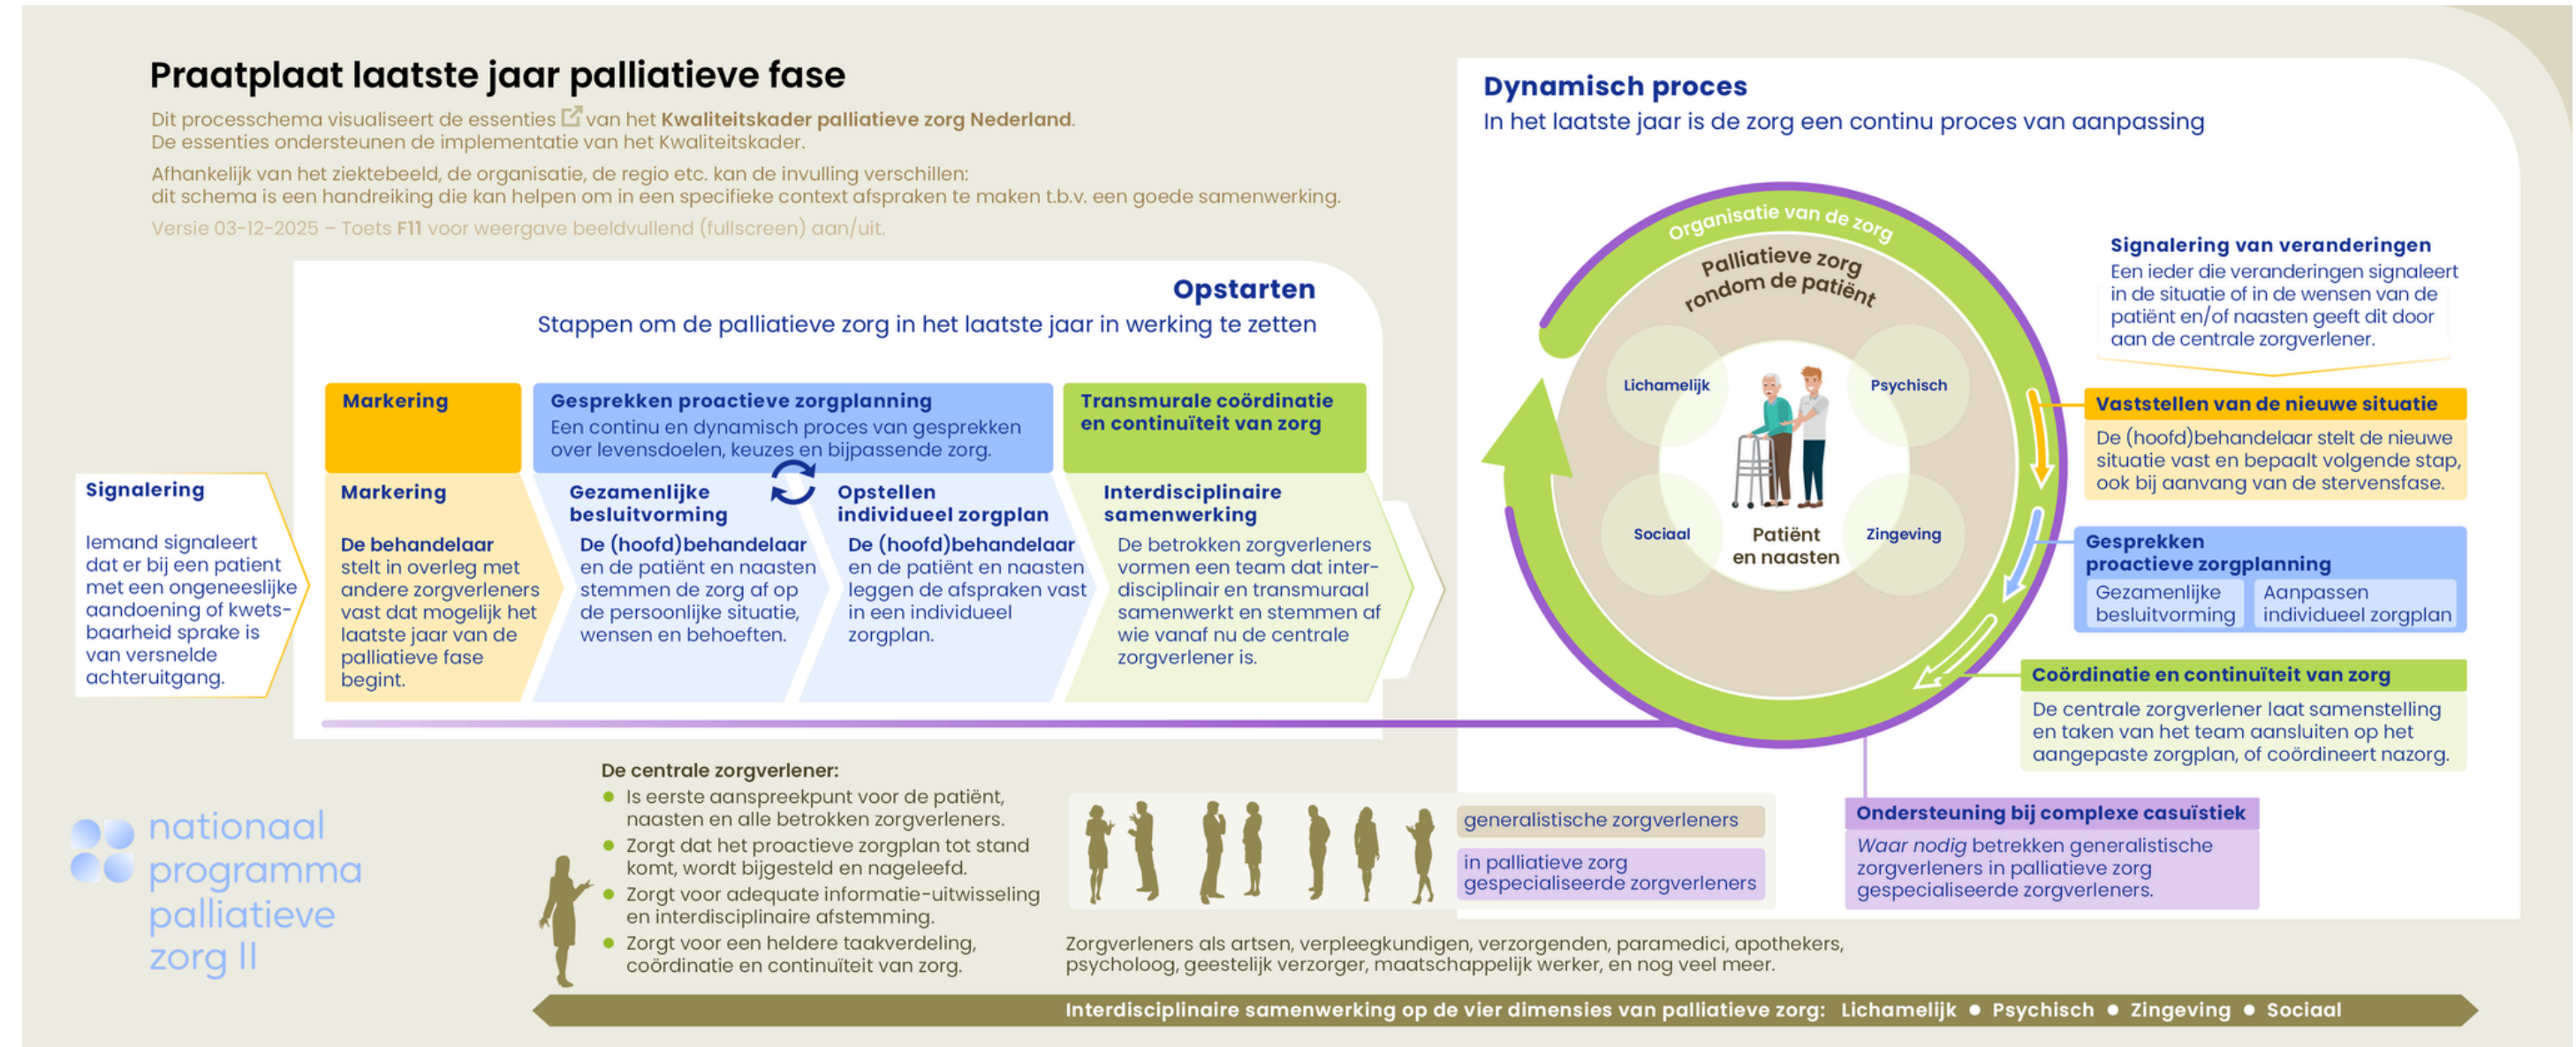 Praatplaat laatste jaar palliatieve fase
Dit processchema visualiseert de essenties van het Kwaliteitskader palliatieve zorg Nederland.
De essenties ondersteunen de implementatie van het Kwaliteitskader.
Afhankelijk van het ziektebeeld, de organisatie, de regio etc. kan de invulling verschillen:
dit schema is een handreiking die kan helpen om in een specifieke context afspraken te maken t.b.v. een goede samenwerking.
Versie 03-12-2025 – Toets F11 voor weergave beeldvullend (fullscreen) aan/uit.
Opstarten
Stappen om de palliatieve zorg in het laatste jaar in werking te zetten
Signalering
Iemand signaleert
dat er bij een patient
met een ongeneeslijke
aandoening of kwets-
baarheid sprake is
van versnelde
achteruitgang.
Markering
Markering
De behandelaar
stelt in overleg met
andere zorgverleners
vast dat mogelijk het
laatste jaar van de
palliatieve fase
begint.
Gesprekken proactieve zorgplanning
Een continu en dynamisch proces van gesprekken
over levensdoelen, keuzes en bijpassende zorg.
Gezamenlijke
besluitvorming
De (hoofd)behandelaar
en de patiënt en naasten
stemmen de zorg af op
de persoonlijke situatie,
wensen en behoeften.
Opstellen
individueel zorgplan
De (hoofd)behandelaar
en de patiënt en naasten
leggen de afspraken vast
in een individueel
zorgplan.
Transmurale coördinatie
en continuïteit van zorg
Interdisciplinaire
samenwerking
De betrokken zorgverleners
vormen een team dat inter-
disciplinair en transmuraal
samenwerkt en stemmen af
wie vanaf nu de centrale
zorgverlener is.
Dynamisch proces
In het laatste jaar is de zorg een continu proces van aanpassing
Organisatie van de zorg
Palliatieve zorg
rondom de patiënt
Lichamelijk
Psychisch
Sociaal
Zingeving
Patiënt
en naasten
Signalering van veranderingen
Een ieder die veranderingen signaleert
in de situatie of in de wensen van de
patiënt en/of naasten geeft dit door
aan de centrale zorgverlener.
Vaststellen van de nieuwe situatie
De (hoofd)behandelaar stelt de nieuwe
situatie vast en bepaalt volgende stap,
ook bij aanvang van de stervensfase.
Gesprekken
proactieve zorgplanning
Gezamenlijke
besluitvorming
Aanpassen
individueel zorgplan
Coördinatie en continuïteit van zorg
De centrale zorgverlener laat samenstelling
en taken van het team aansluiten op het
aangepaste zorgplan, of coördineert nazorg.
Ondersteuning bij complexe casuïstiek
Waar nodig betrekken generalistische
zorgverleners in palliatieve zorg
gespecialiseerde zorgverleners.
nationaal
programma
palliatieve
zorg II
De centrale zorgverlener:
Is eerste aanspreekpunt voor de patiënt,
naasten en alle betrokken zorgverleners.
Zorgt dat het proactieve zorgplan tot stand
komt, wordt bijgesteld en nageleefd.
Zorgt voor adequate informatie-uitwisseling
en interdisciplinaire afstemming.
Zorgt voor een heldere taakverdeling,
coördinatie en continuïteit van zorg.
generalistische zorgverleners
in palliatieve zorg
gespecialiseerde zorgverleners
Zorgverleners als artsen, verpleegkundigen, verzorgenden, paramedici, apothekers,
psycholoog, geestelijk verzorger, maatschappelijk werker, en nog veel meer.
Interdisciplinaire samenwerking op de vier dimensies van palliatieve zorg: Lichamelijk ● Psychisch ● Zingeving ● Sociaal